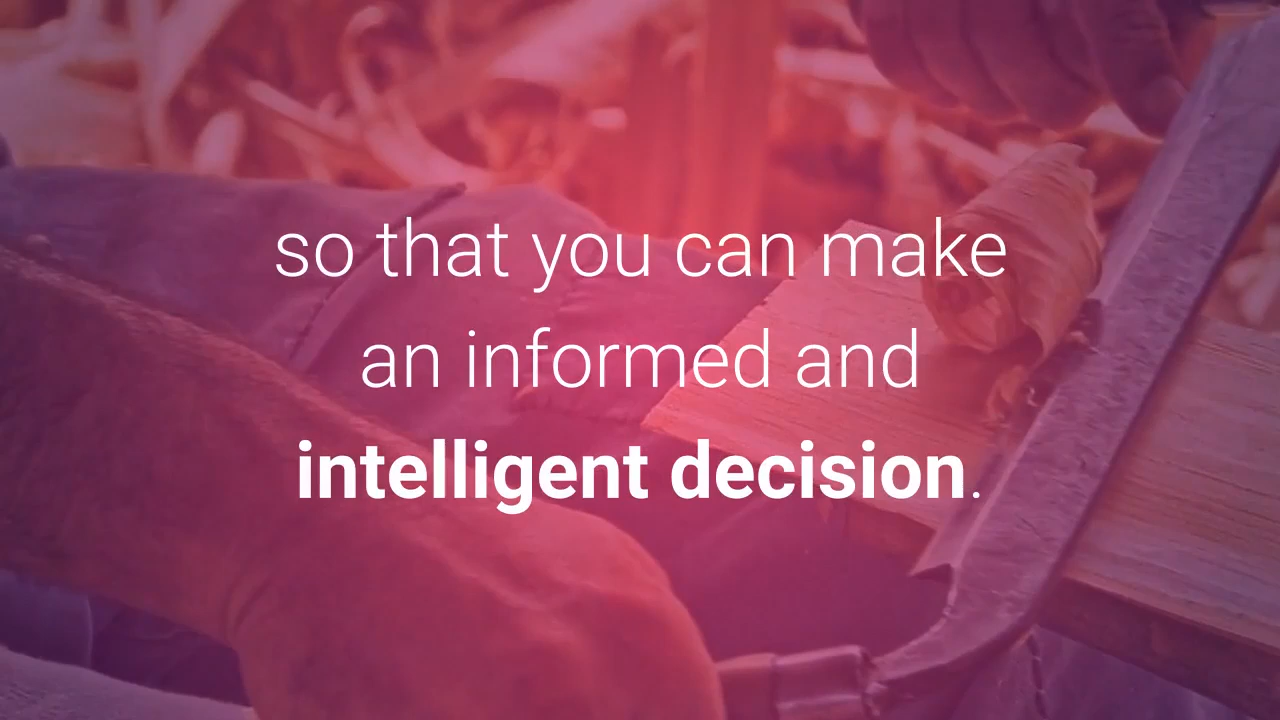 so that you can make
an informed and
intelligent decision.